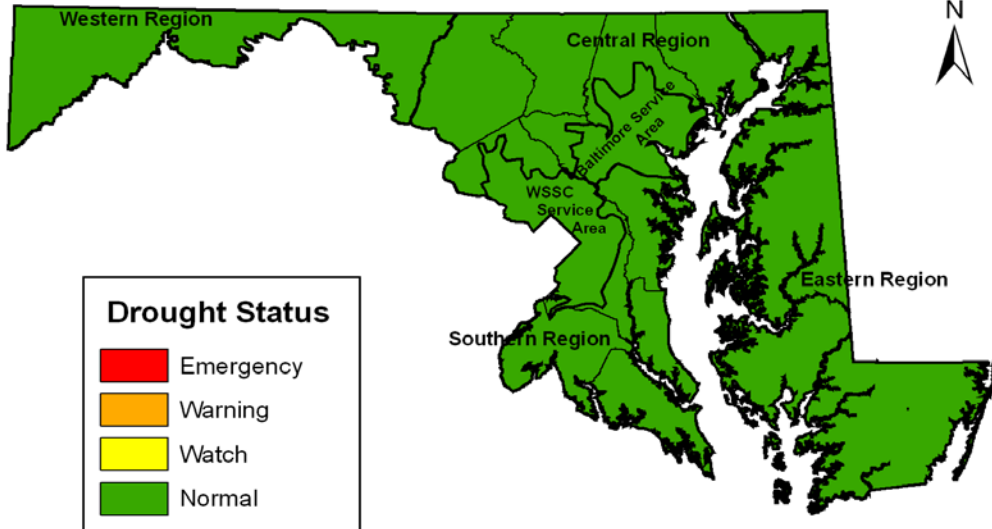 Western Region
Central Region
N
Baltimore Service
Area
WSSC
Service
Area
Eastern Region
Southern Region
Drought Status
Emergency
Warning
Watch
Normal